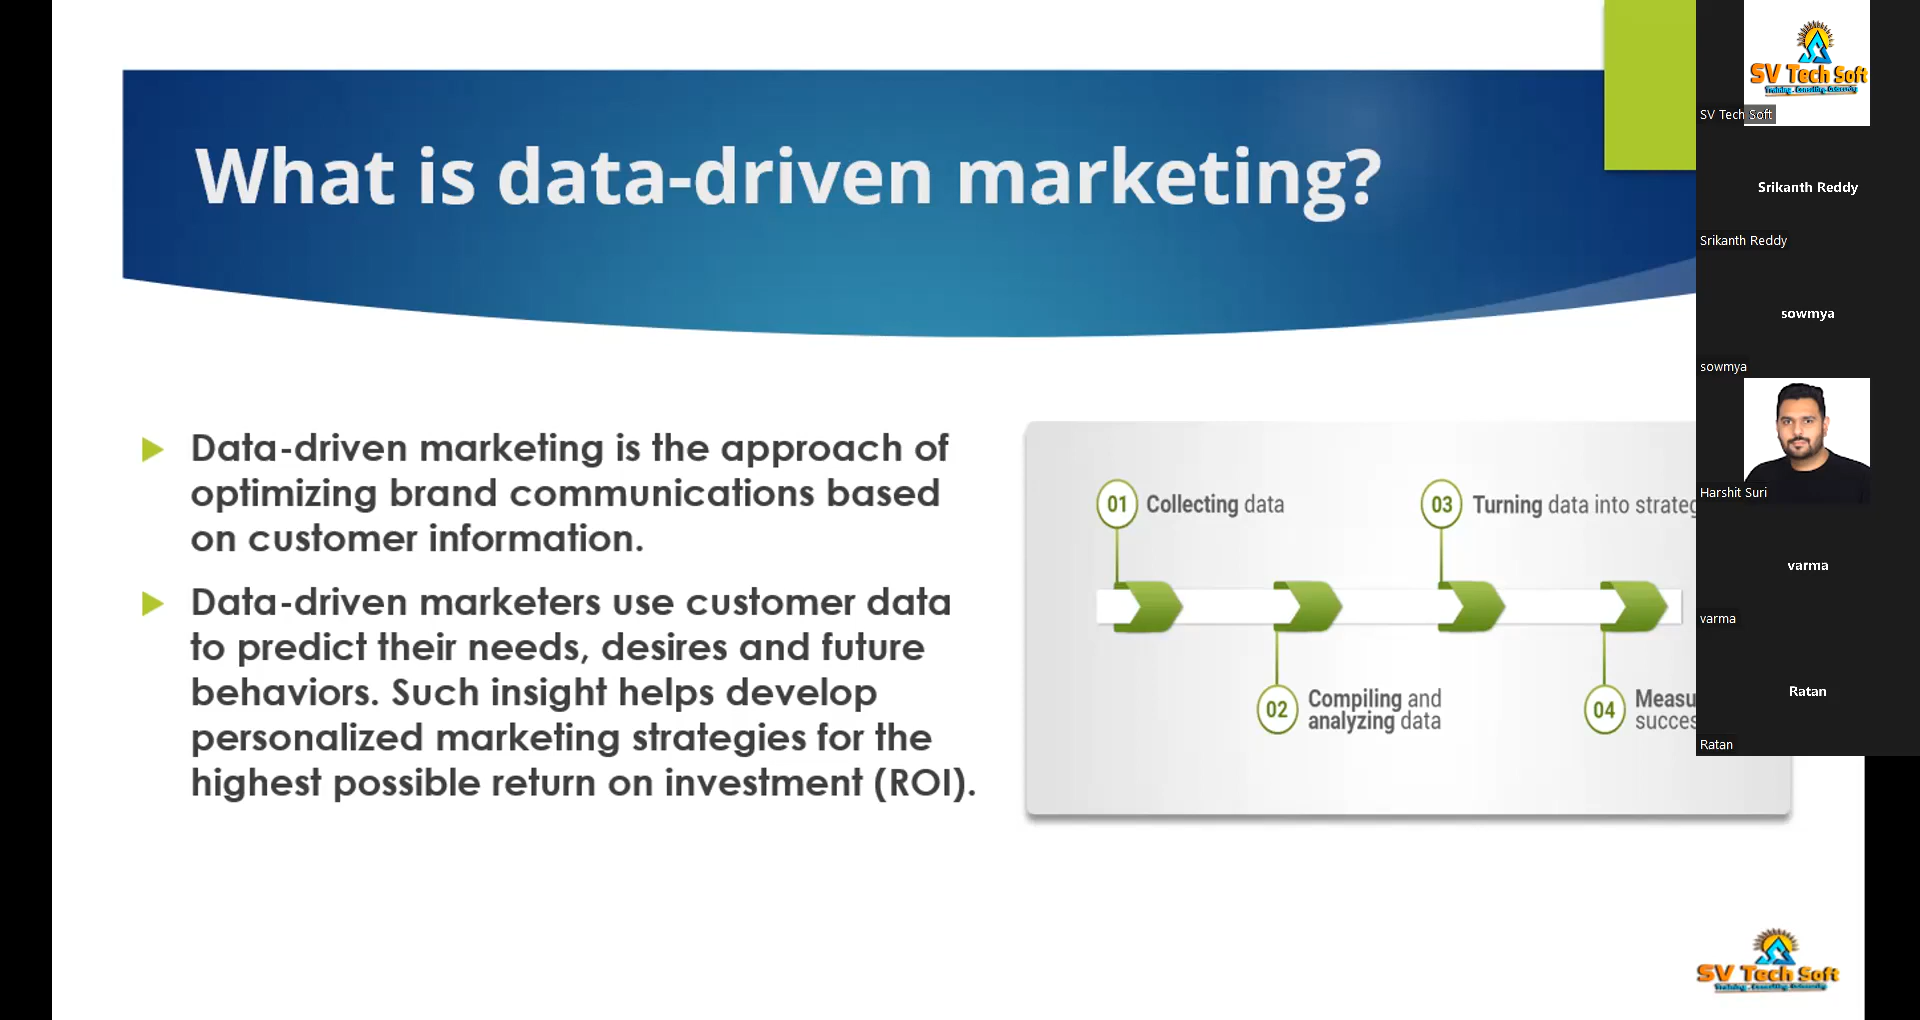 What is data-driven marketing?
Data-driven marketing is the approach of
optimizing brand communications based
on customer information.
Data-driven marketers use customer data
to predict their needs, desires and future
behaviors. Such insight helps develop
personalized marketing strategies for the
highest possible return on investment (ROI).
01 Collecting data
03 Turning data into strateg
02 Compiling and
analyzing data
04 Measu
succes
SV Tech Soft
Training . Consulting.
SV Tech Soft
Srikanth Reddy
Srikanth Reddy
sowmya
sowmya
Harshit Suri
varma
varma
Ratan
Ratan
SV Tech Soft
Training . Consulting.